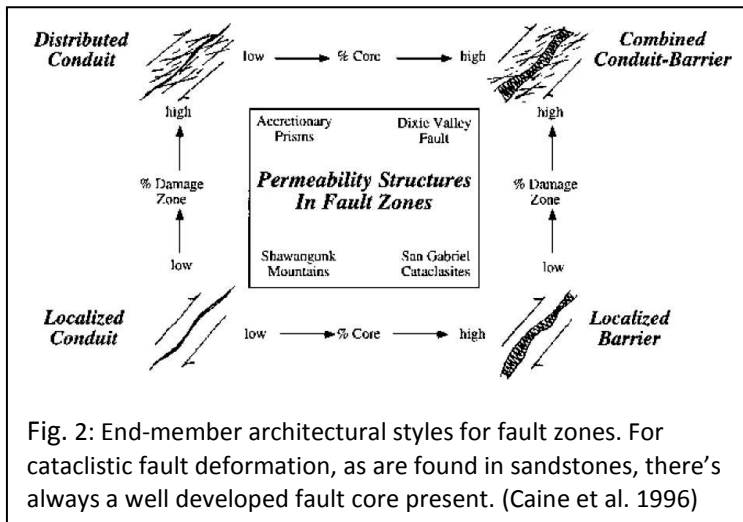 Distributed
Conduit
low
% Core
high
Combined
Conduit-Barrier
high
high
Accretionary
Prisms
Dixie Valley
Fault
% Damage
Zone
Permeability Structures
In Fault Zones
% Damage
Zone
low
Shawangunk
Mountains
San Gabriel
Cataclasites
low
Localized
Conduit
low
% Core
high
Localized
Barrier
Fig. 2: End-member architectural styles for fault zones. For
cataclistic fault deformation, as are found in sandstones, there's
always a well developed fault core present. (Caine et al. 1996)